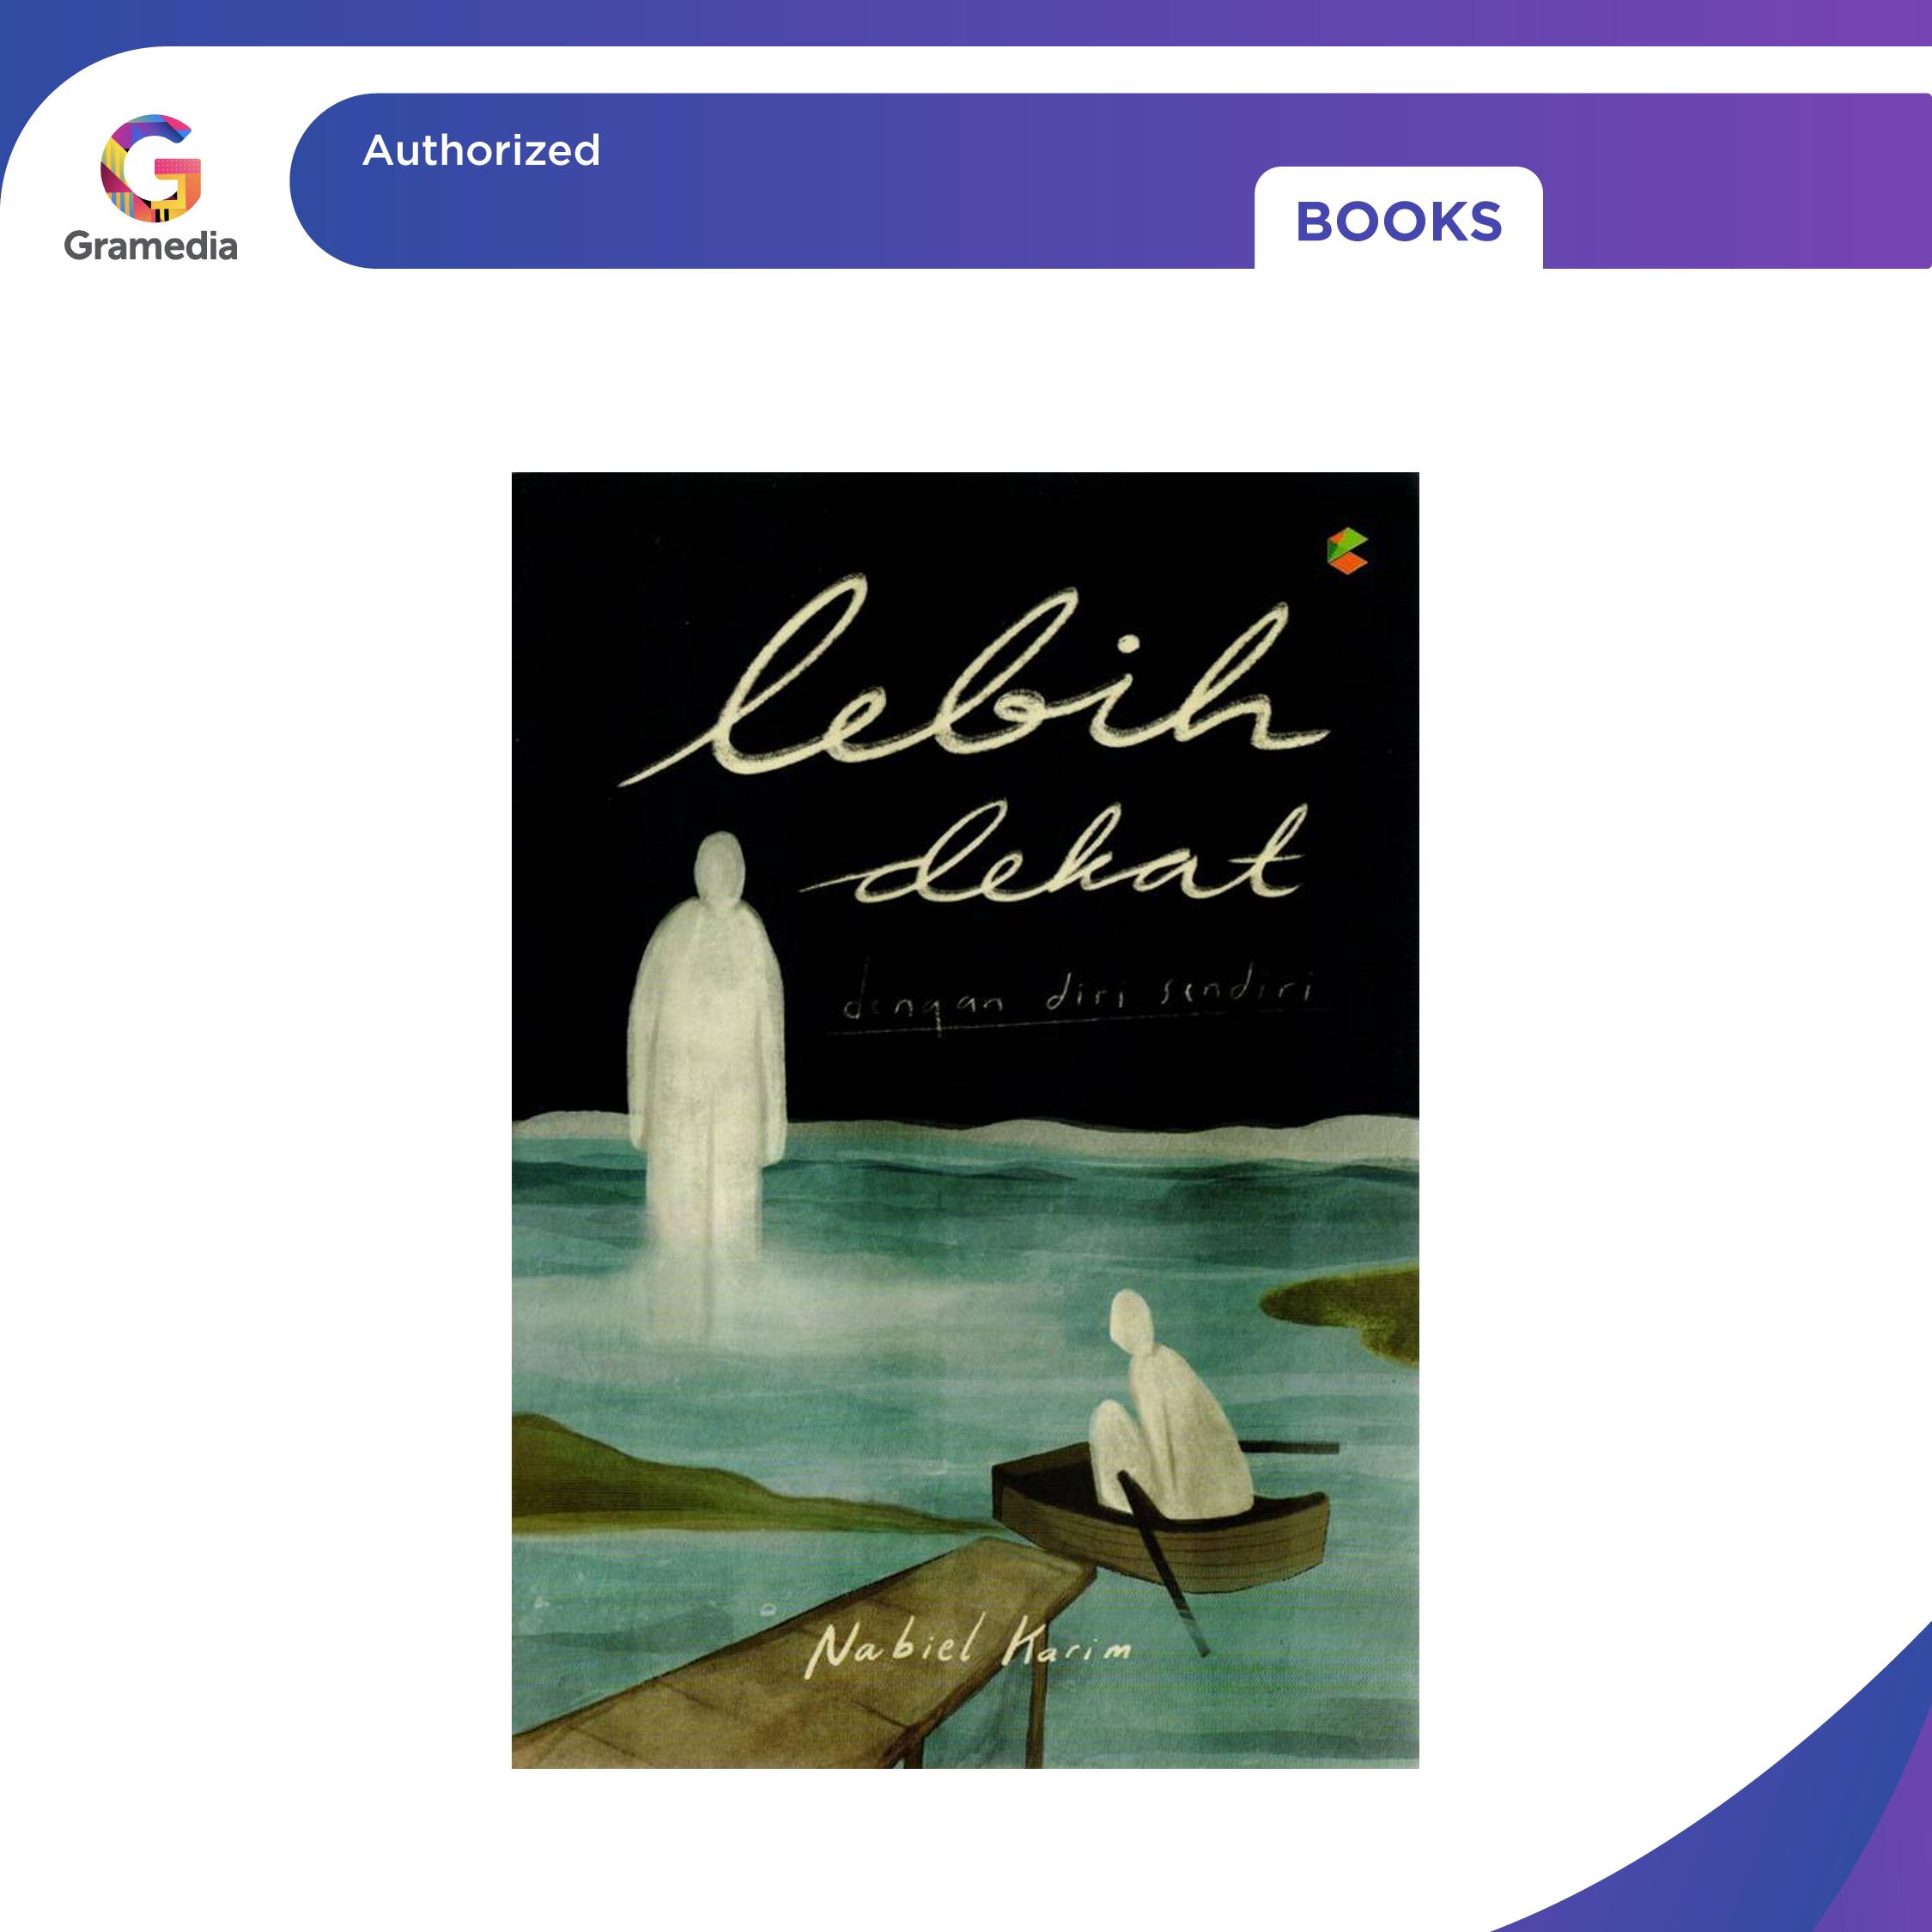 Gramedia
Authorized
BOOKS
lebih
dekat
dengan diri sendiri
Nabiel Karim